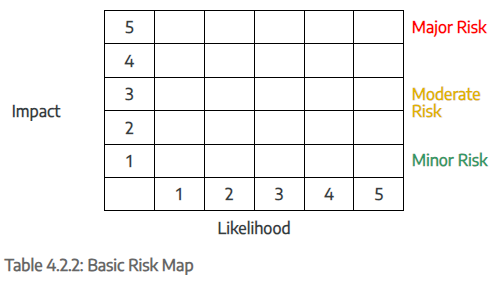 5 Major Risk
4
3 Moderate
Risk
Impact
2
1 Minor Risk
1 2 3 4 5
Likelihood
Table 4.2.2: Basic Risk Map